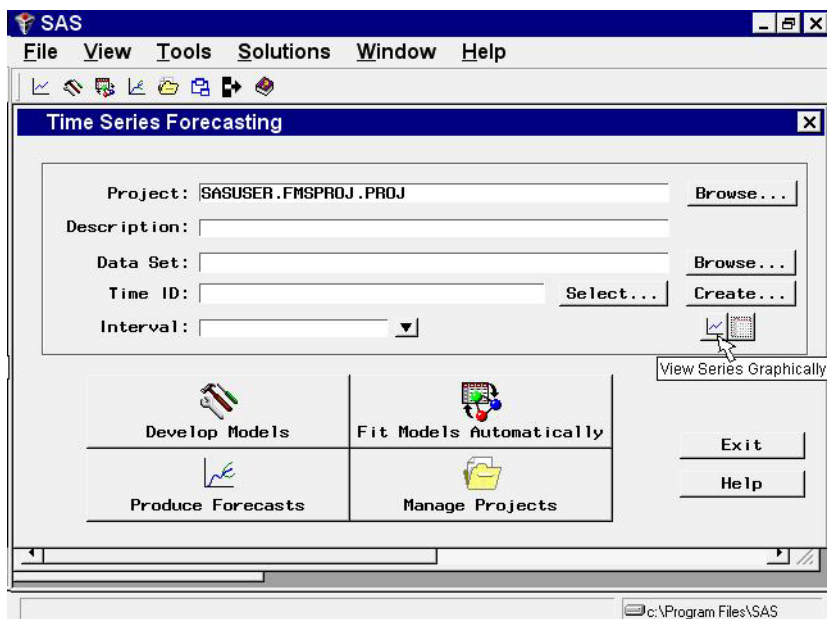 SAS
File View Tools Solutions Window Help
Time Series Forecasting
Project: SASUSER.FMSPROJ.PROJ Browse...
Description:
Data Set: Browse...
Time ID: Select... Create...
Interval:
View Series Graphically
Develop Models Fit Models Automatically
Exit
Produce Forecasts Manage Projects
Help
c:\Program Files\SAS